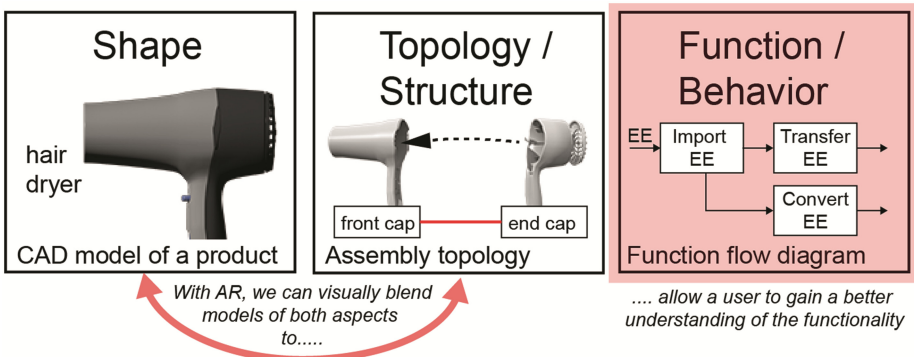 Shape
hair
dryer
CAD model of a product
Topology /
Structure
front cap
end cap
Assembly topology
Function /
Behavior
EE
Import
EE
Transfer
EE
Convert
EE
Function flow diagram
With AR, we can visually blend
models of both aspects
to.....
.... allow a user to gain a better
understanding of the functionality